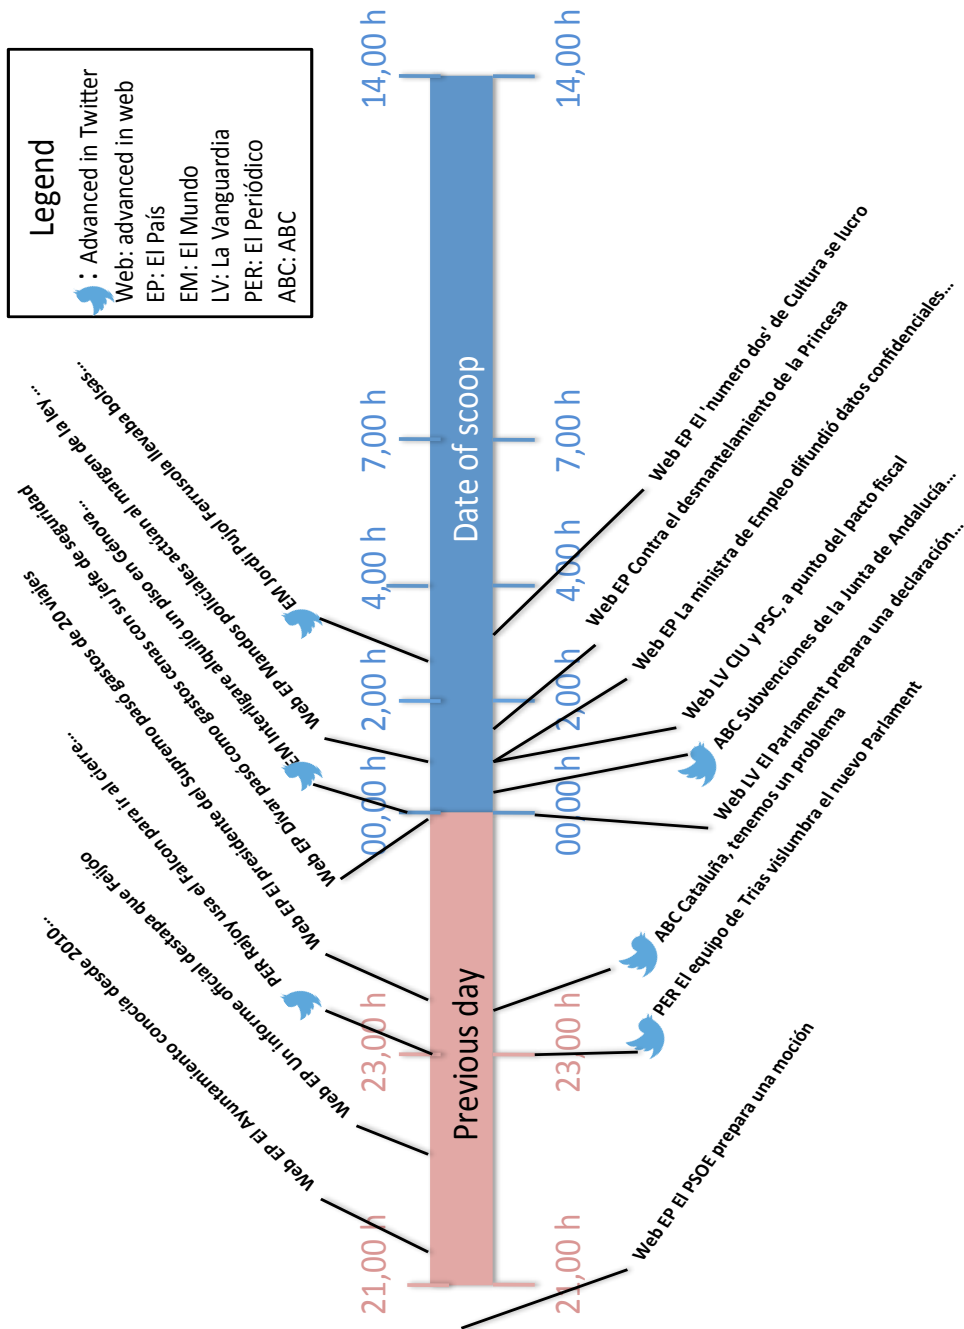 Legend
: Advanced in Twitter
Web: advanced in web
EP: El País
EM: El Mundo
LV: La Vanguardia
PER: El Periódico
ABC: ABC
Web EP El Ayuntamiento conocía desde 2010...
Web EP Un informe oficial destapa que Feijóo
PER Rajoy usa el Falcon para ir al cierre...
Web EP El presidente del Supremo pasó gastos de 20 viajes
Web EP Divar pasó como gastos cenas con su jefe de seguridad
EM Interligare alquiló un piso en Génova...
Web EP Mandos policiales actúan al margen de la ley ...
EM Jordi Pujol Ferrusola llevaba bolsas...
21,00 h
23,00 h
00,00 h
2,00 h
4,00 h
7,00 h
14,00 h
Previous day
Date of scoop
21,00 h
23,00 h
00,00 h
2,00 h
4,00 h
7,00 h
14,00 h
Web EP El PSOE prepara una moción
PER El equipo de Trias vislumbra el nuevo Parlament
ABC Cataluña, tenemos un problema
Web LV El Parlament prepara una declaración...
ABC Subvenciones de la Junta de Andalucía...
Web LV CIU y PSC, a punto del pacto fiscal
Web EP La ministra de Empleo difundió datos confidenciales...
Web EP Contra el desmantelamiento de la Princesa
Web EP El 'numero dos' de Cultura se lucro